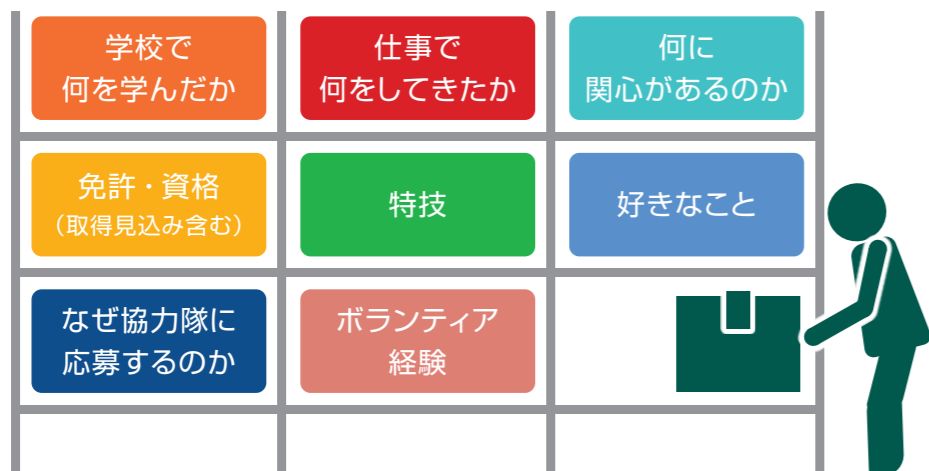 学校で
何を学んだか
仕事で
何をしてきたか
何に
関心があるのか
免許・資格
（取得見込み含む）
特技
好きなこと
なぜ協力隊に
応募するのか
ボランティア
経験